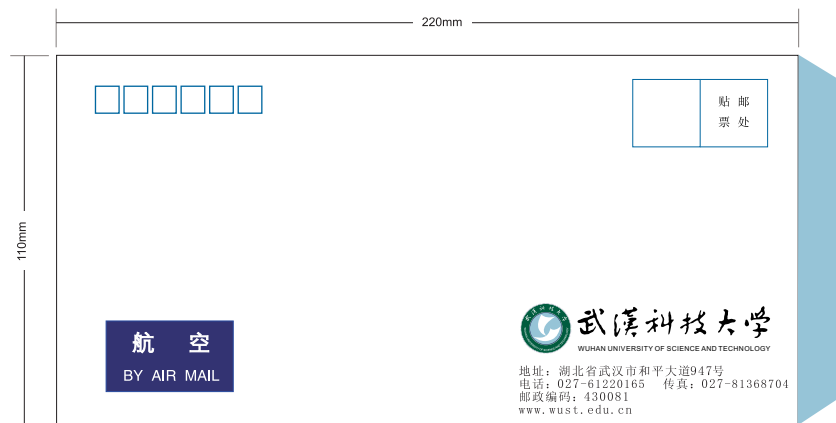 220mm
贴 邮
票 处
110mm
武漢科技大学
WUHAN UNIVERSITY OF SCIENCE AND TECHNOLOGY
航 空
BY AIR MAIL
地址：湖北省武汉市和平大道947号
电话：027-61220165 传真：027-81368704
邮政编码：430081
www.wust.edu.cn